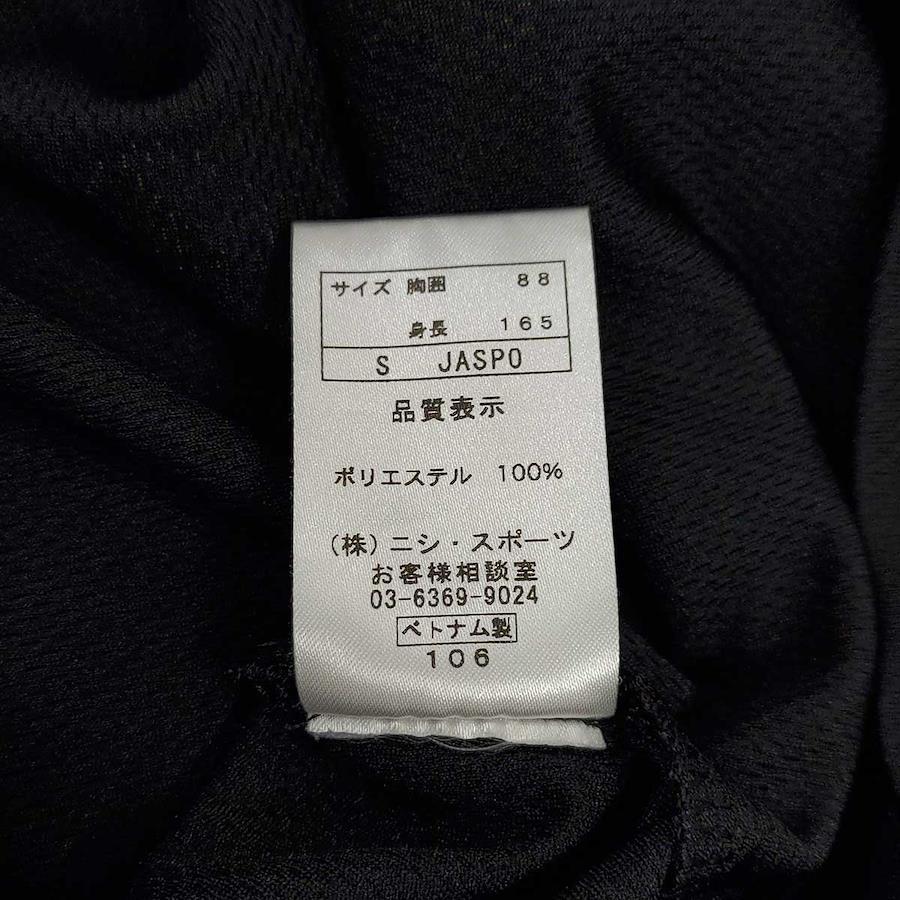 サイズ 胸囲 88
身長 165
S JASPO
品質表示
ポリエステル 100%
(株)ニシ・スポーツ
お客様相談室
03-6369-9024
ベトナム製
106